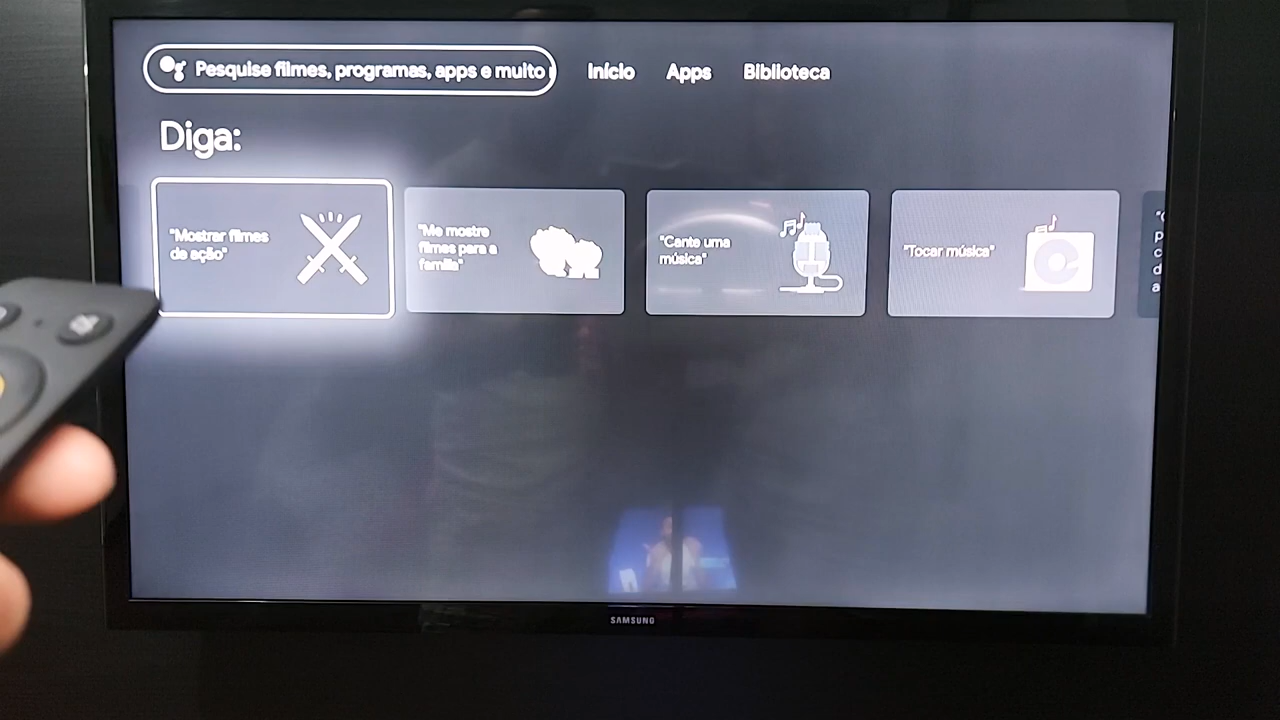 Pesquise filmes, programas, apps e muito
Início
Apps
Biblioteca
Diga:
"Mostrar filmes
de ação"
"Me mostre
filmes para a
família"
"Cante uma
música"
"Tocar música"
SAMSUNG